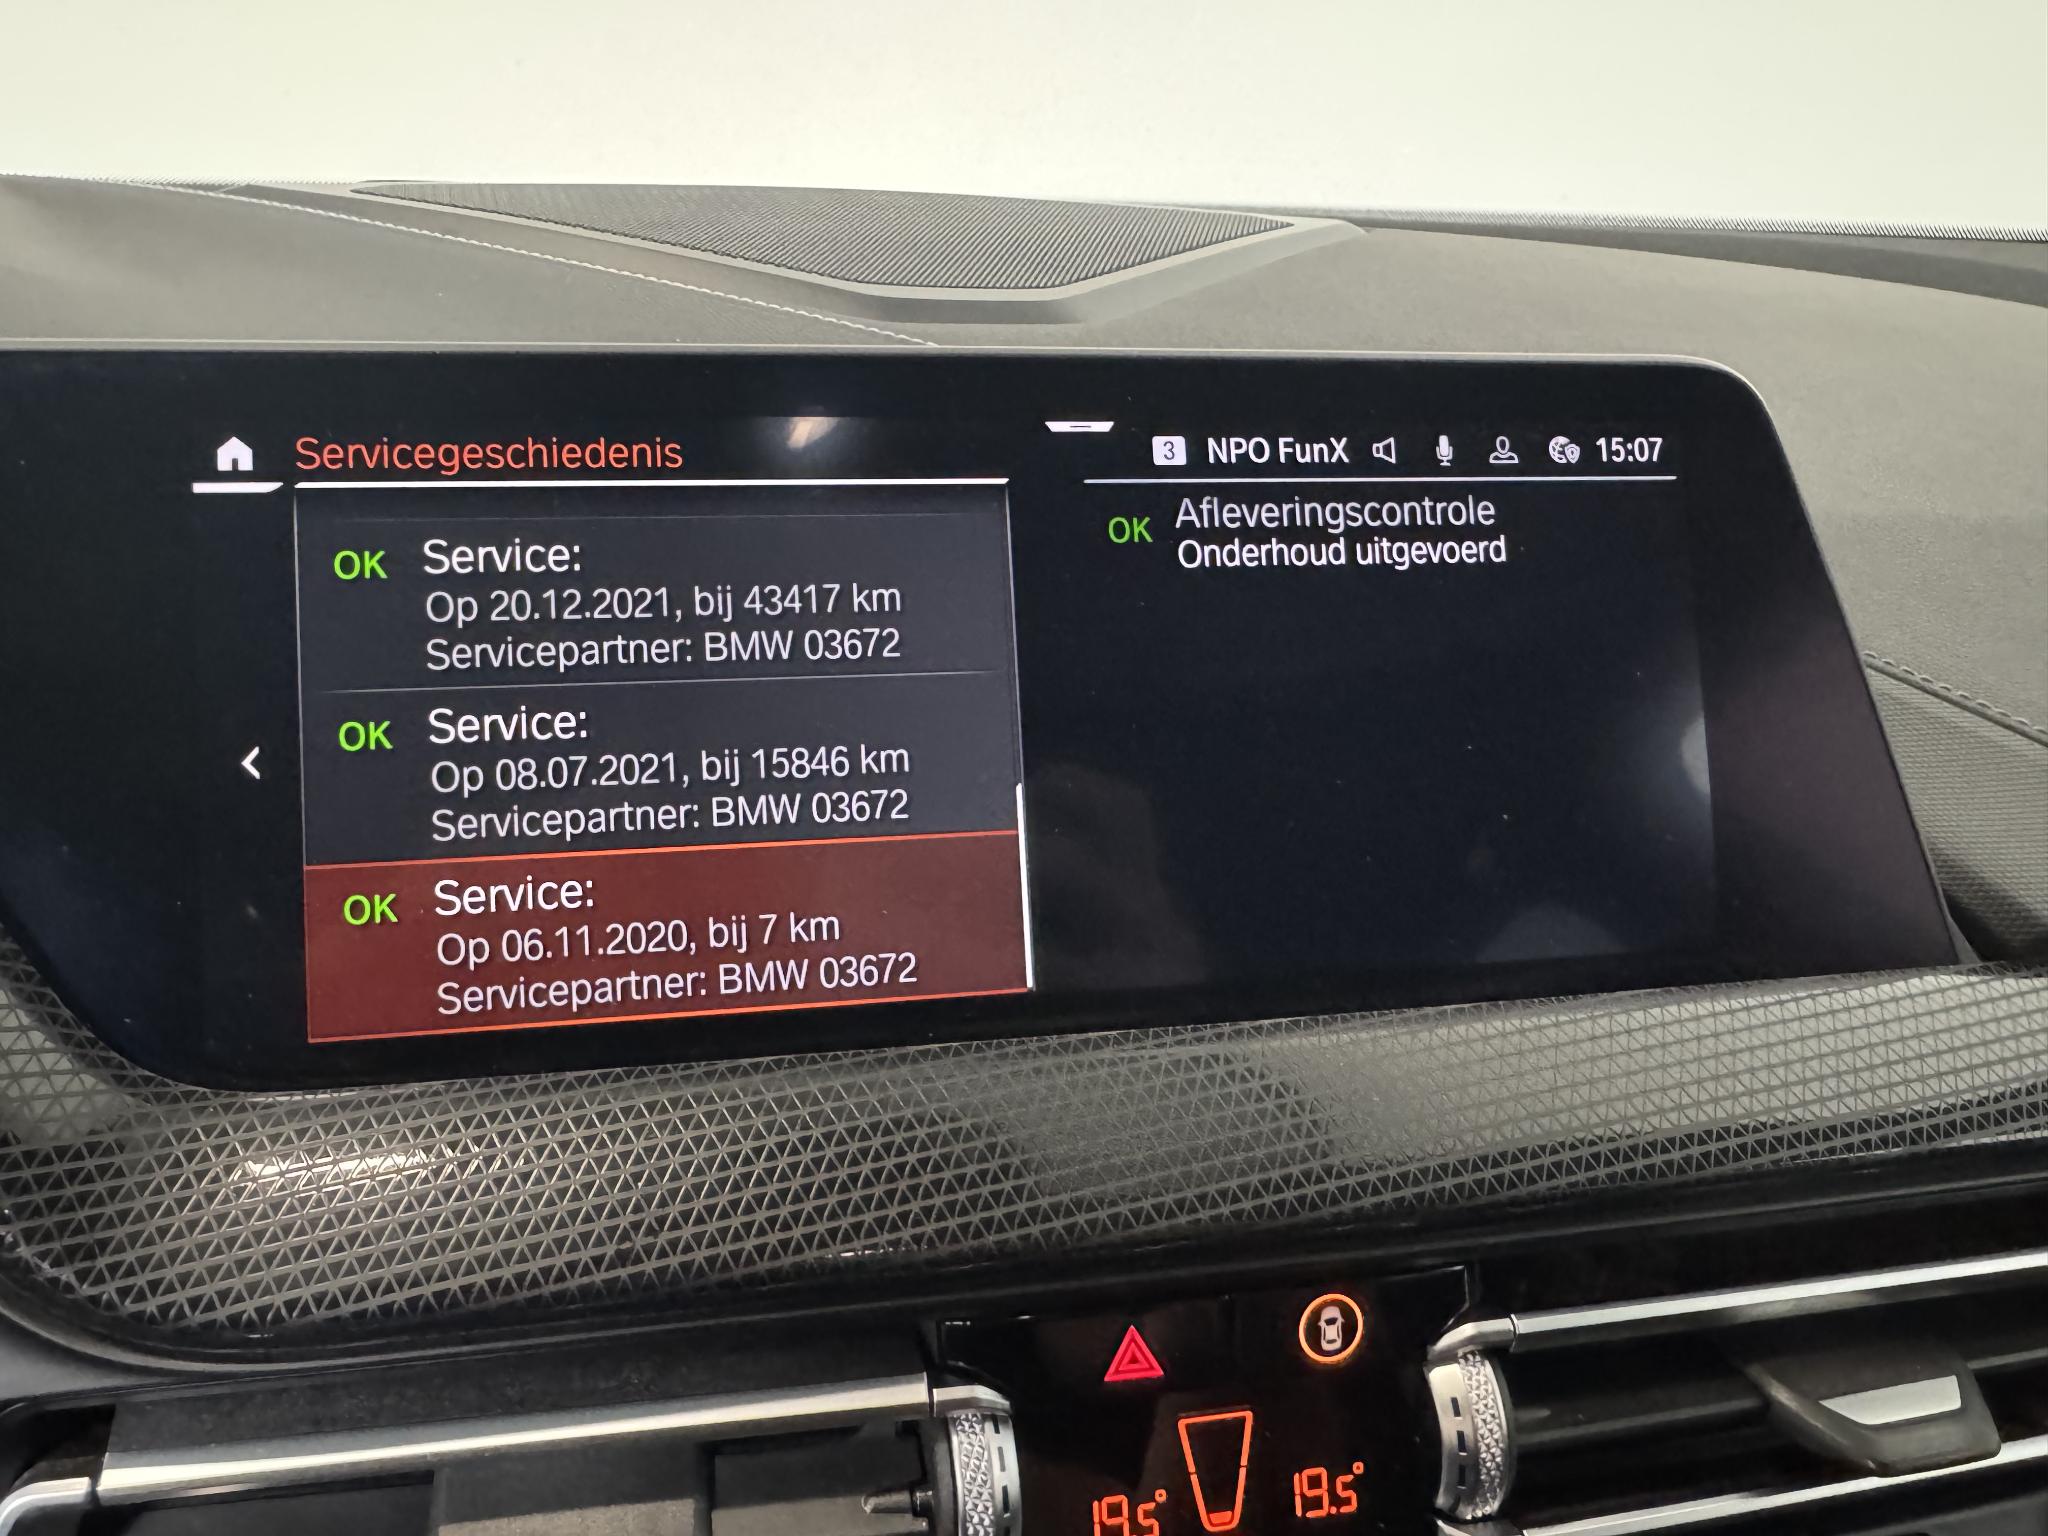 Servicegeschiedenis
OK Service:
Op 20.12.2021, bij 43417 km
Servicepartner: BMW 03672
OK Service:
Op 08.07.2021, bij 15846 km
Servicepartner: BMW 03672
OK Service:
Op 06.11.2020, bij 7 km
Servicepartner: BMW 03672
3 NPO FunX 15:07
OK Afleveringscontrole
Onderhoud uitgevoerd
19.5° 19.5°